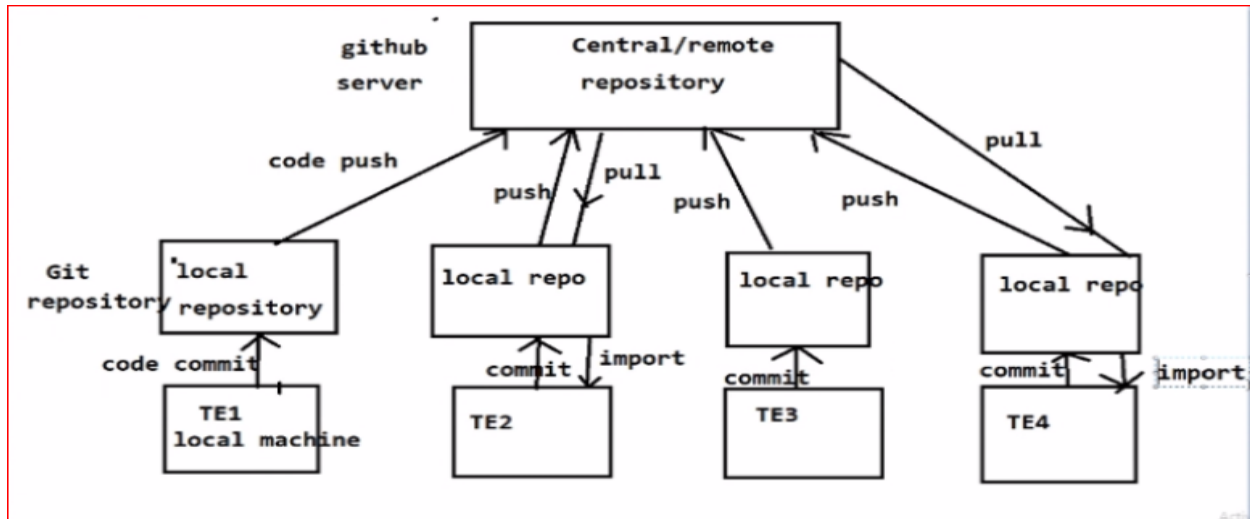 github
server
Central/remote
repository
code push
push
pull
push
push
pull
Git
repository
local
repository
local repo
local repo
local repo
code commit
commit
import
commit
commit
import
TE1
local machine
TE2
TE3
TE4